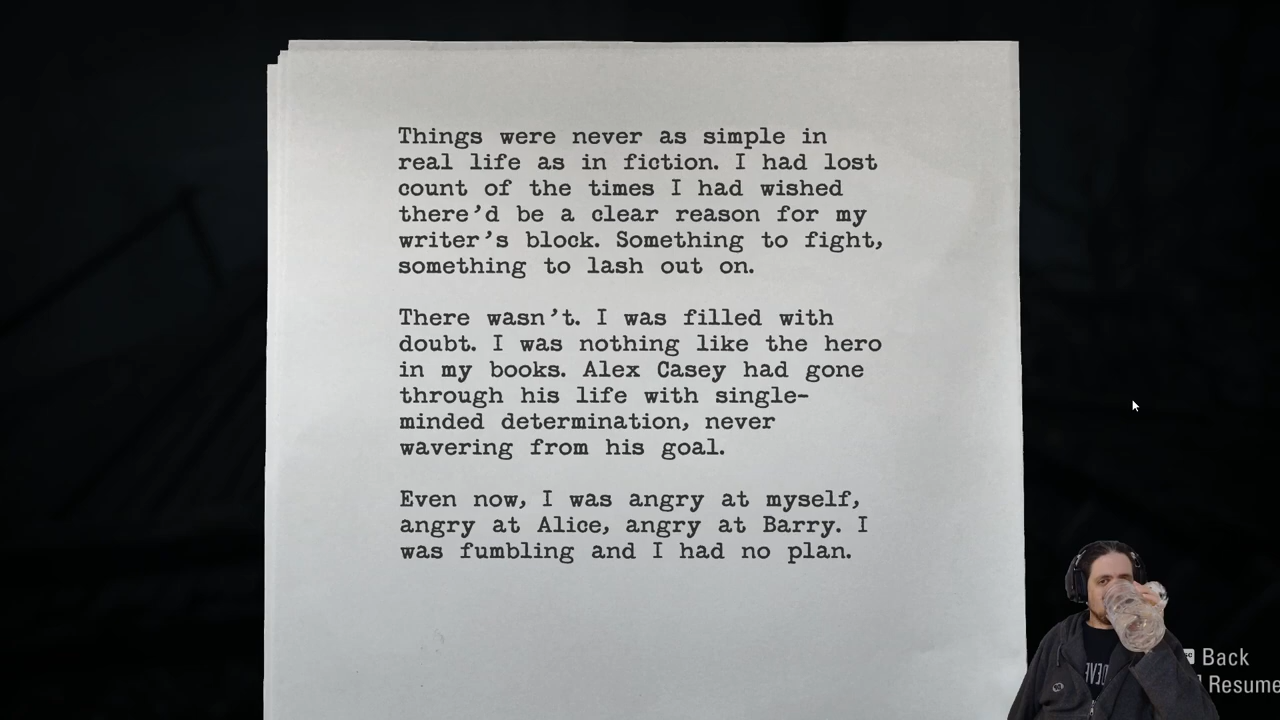 Things were never as simple in
real life as in fiction. I had lost
count of the times I had wished
there’d be a clear reason for my
writer’s block. Something to fight,
something to lash out on.
There wasn’t. I was filled with
doubt. I was nothing like the hero
in my books. Alex Casey had gone
through his life with single-
minded determination, never
wavering from his goal.
Even now, I was angry at myself,
angry at Alice, angry at Barry. I
was fumbling and I had no plan.
Back
Resume